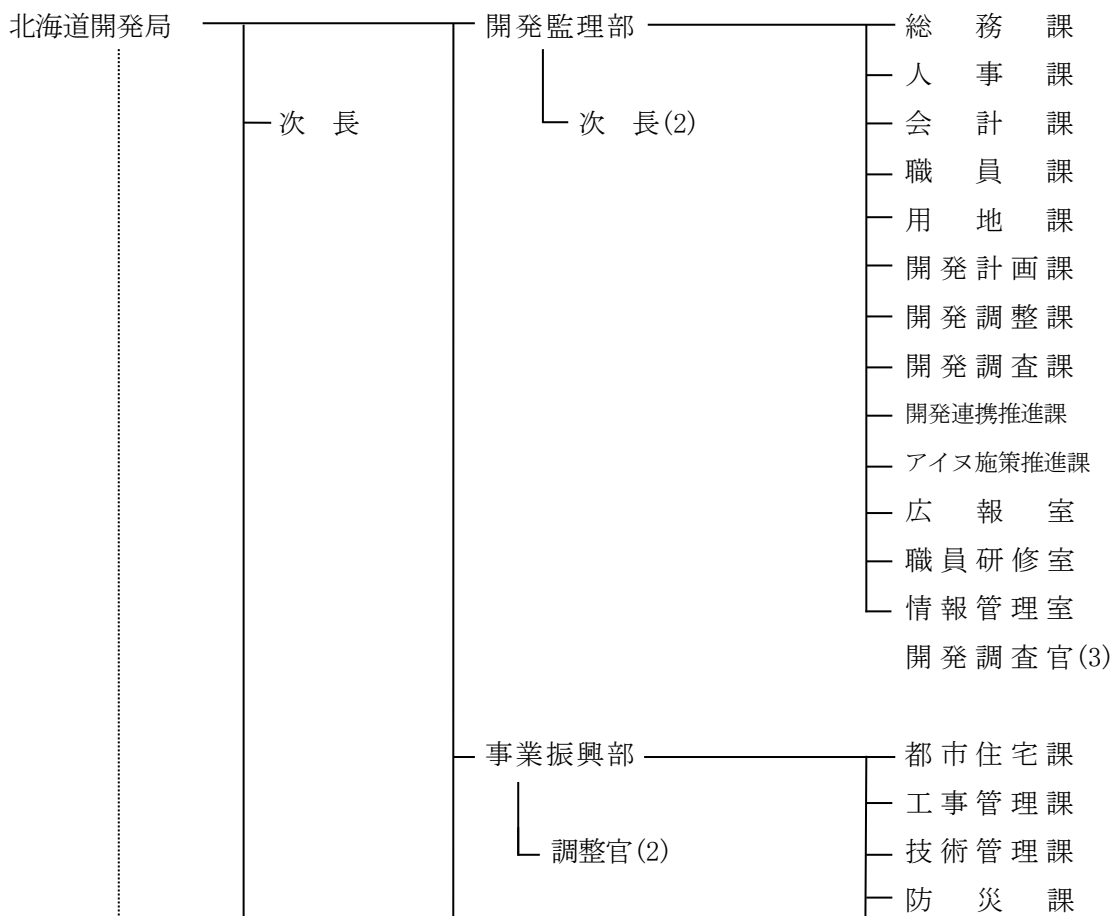 北海道開発局 開発監理部 総務課
人事課
次長 次長(2) 会計課
職員課
用地課
開発計画課
開発調整課
開発調査課
開発連携推進課
アイヌ施策推進課
広報室
職員研修室
情報管理室
開発調査官(3)
事業振興部 都市住宅課
工事管理課
調整官(2) 技術管理課
防災課